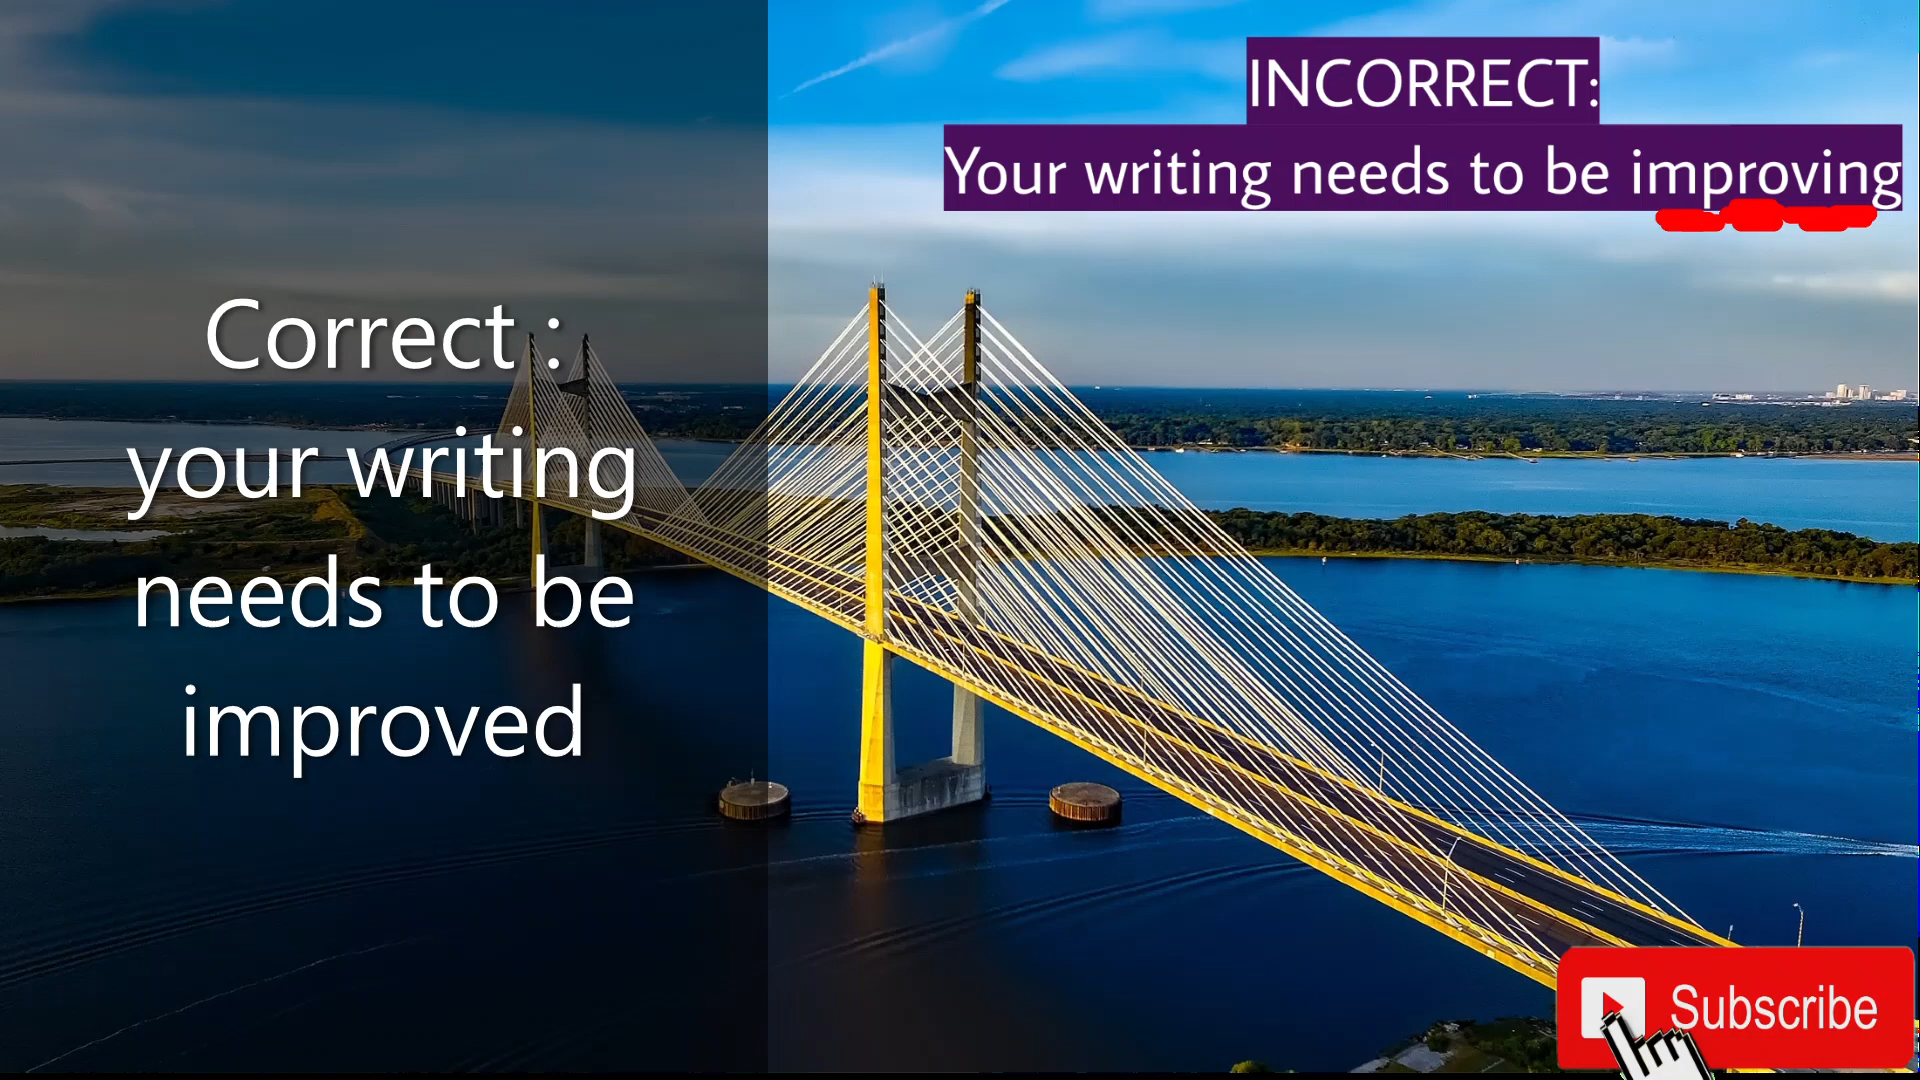 INCORRECT:
Your writing needs to be improving
Correct :
your writing
needs to be
improved
Subscribe